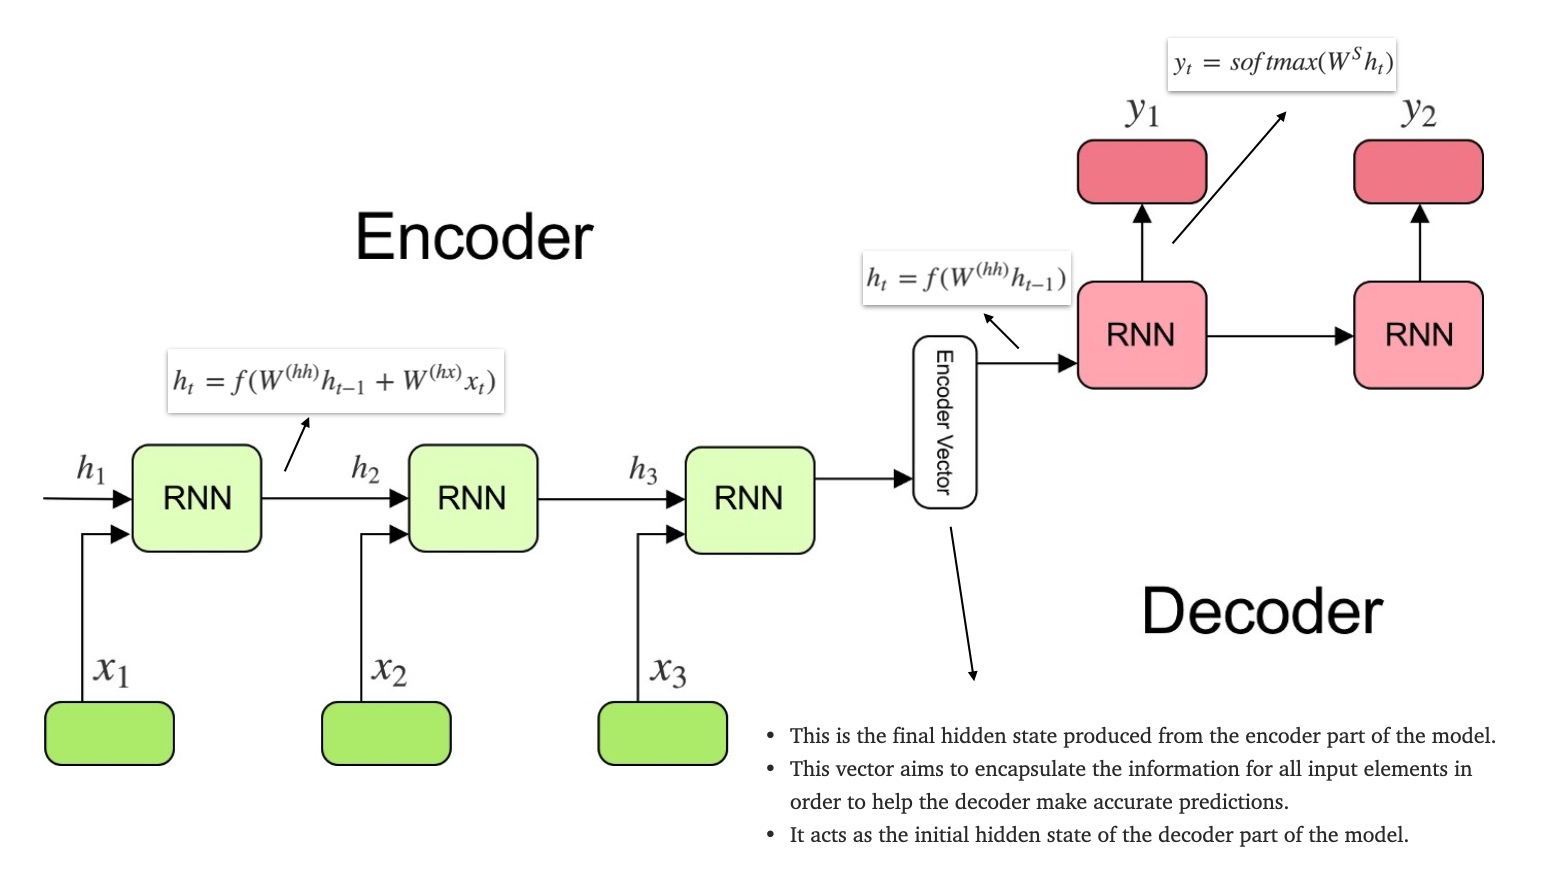 y_t = softmax(W^S h_t)
y_1
y_2
Encoder
h_t = f(W^(hh) h_{t−1})
RNN
RNN
h_t = f(W^(hh) h_{t−1} + W^(hx) x_t)
Encoder Vector
h_1
RNN
h_2
RNN
h_3
RNN
Decoder
x_1
x_2
x_3
• This is the final hidden state produced from the encoder part of the model.
• This vector aims to encapsulate the information for all input elements in
order to help the decoder make accurate predictions.
• It acts as the initial hidden state of the decoder part of the model.